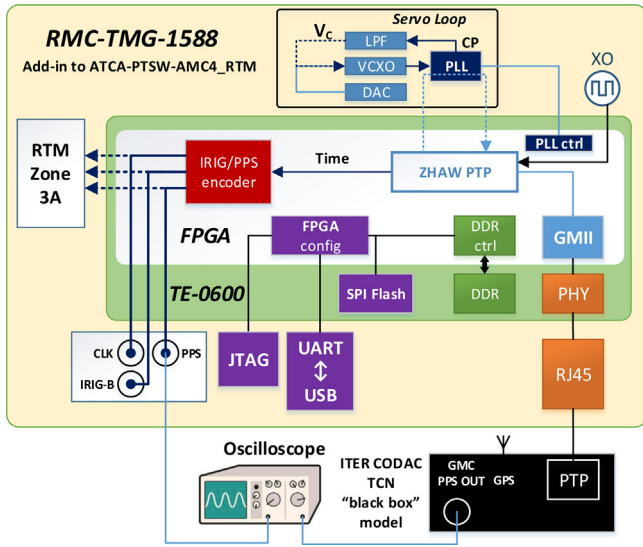 RMC-TMG-1588
Add-in to ATCA-PTSW-AMC4_RTM
Servo Loop
Vc
LPF
CP
VCXO
PLL
DAC
XO
RTM
Zone
3A
IRIG/PPS
encoder
Time
ZHAW PTP
PLL ctrl
FPGA
FPGA
config
DDR
ctrl
GMII
TE-0600
SPI Flash
DDR
PHY
CLK
PPS
IRIG-B
JTAG
UART
USB
RJ45
Oscilloscope
ITER CODAC
TCN
“black box”
model
GMC
PPS OUT
GPS
PTP